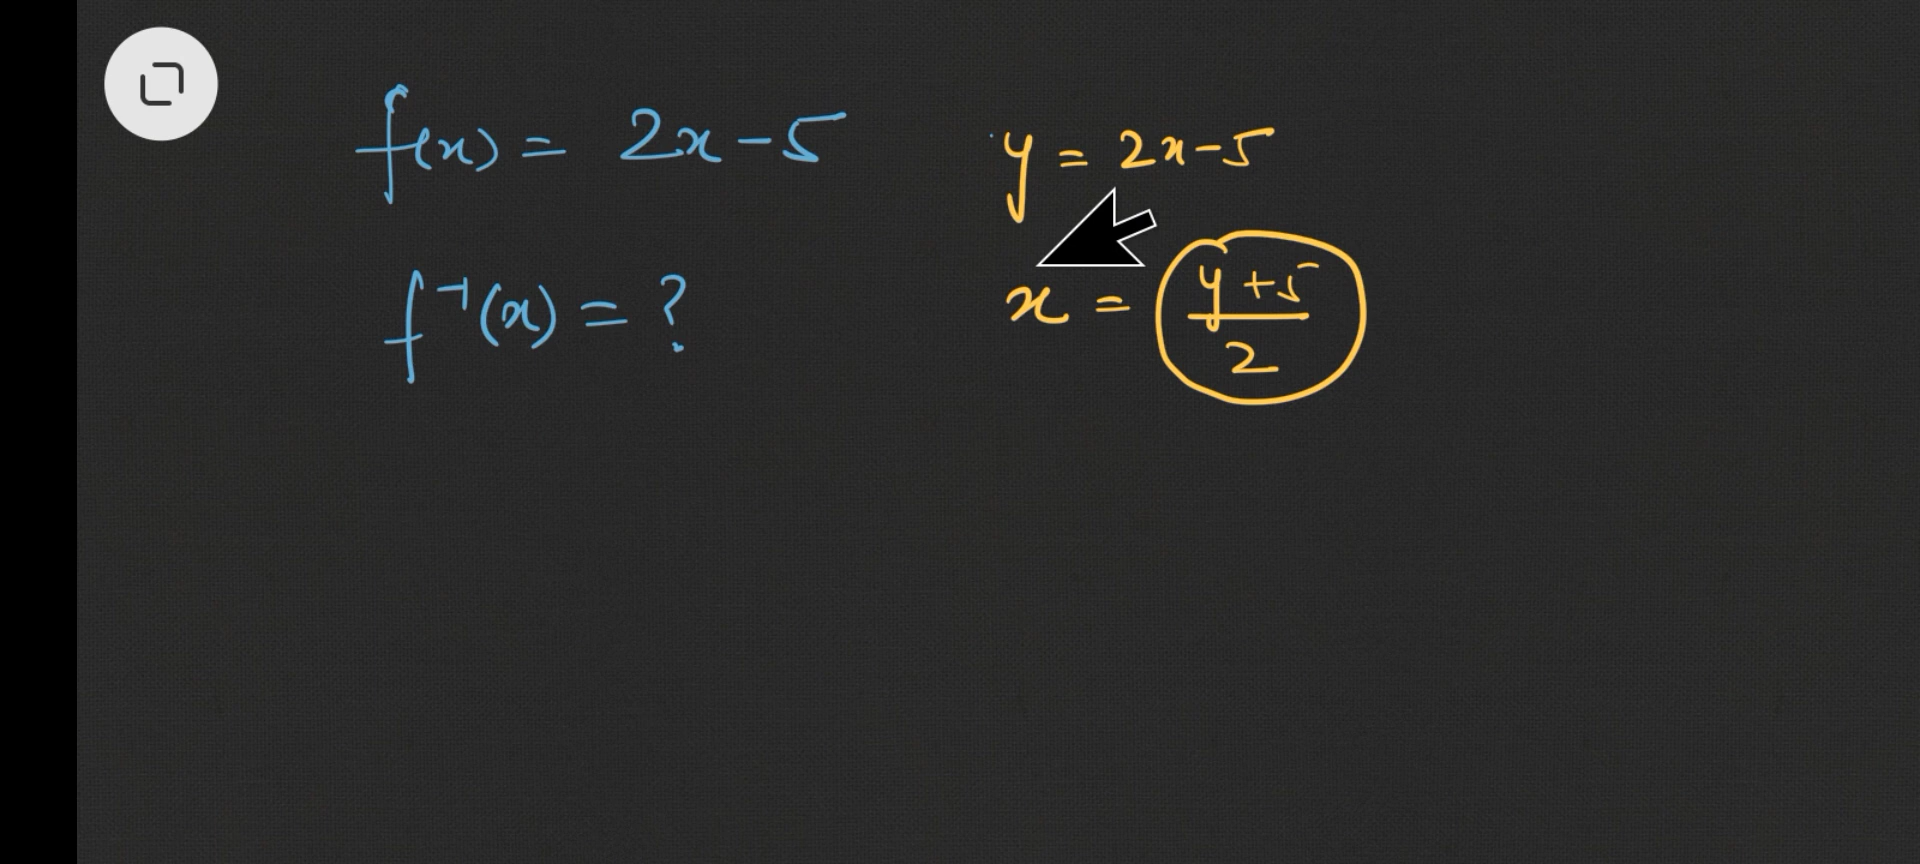 f(x) = 2x - 5
f⁻¹(x) = ?
y = 2x - 5
x = (y + 5)/2